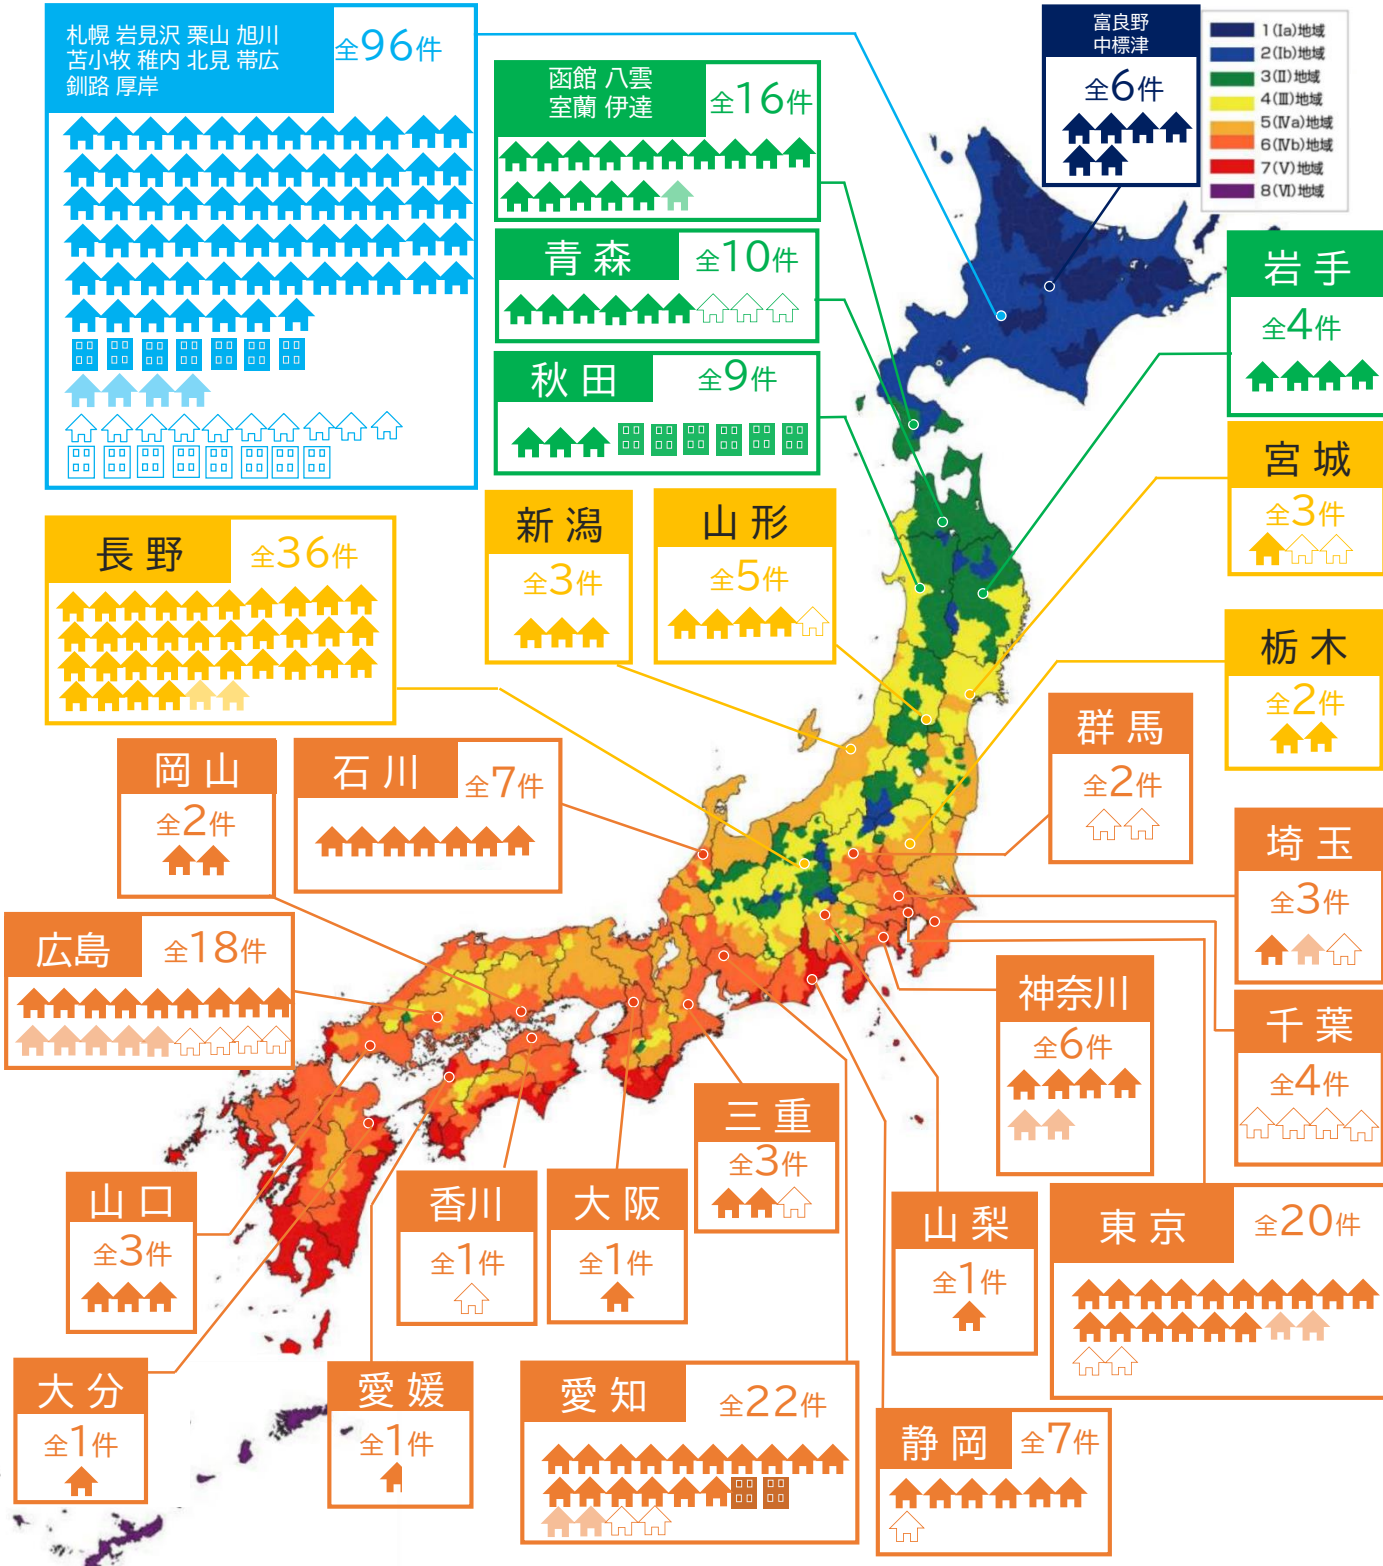 札幌 岩見沢 栗山 旭川
苫小牧 稚内 北見 帯広
釧路 厚岸
全96件
函館 八雲
室蘭 伊達
全16件
富良野
中標津
全6件
1(Ia)地域
2(Ib)地域
3(Ⅱ)地域
4(Ⅲ)地域
5(Ⅳa)地域
6(Ⅳb)地域
7(Ⅴ)地域
8(Ⅵ)地域
青森
全10件
岩手
全4件
秋田
全9件
宮城
全3件
長野
全36件
新潟
全3件
山形
全5件
栃木
全2件
群馬
全2件
岡山
全2件
石川
全7件
埼玉
全3件
広島
全18件
神奈川
全6件
千葉
全4件
三重
全3件
山口
全3件
香川
全1件
大阪
全1件
山梨
全1件
東京
全20件
大分
全1件
愛媛
全1件
愛知
全22件
静岡
全7件